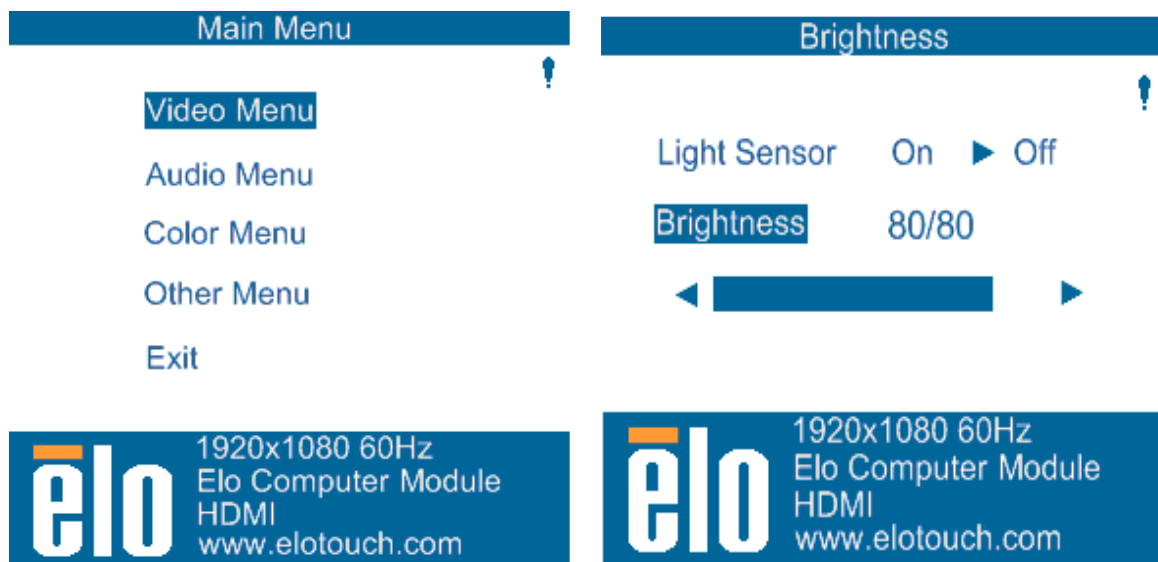 Main Menu
Video Menu
Audio Menu
Color Menu
Other Menu
Exit
elo
1920x1080 60Hz
Elo Computer Module
HDMI
www.elotouch.com
Brightness
Light Sensor On ▶ Off
Brightness 80/80
elo
1920x1080 60Hz
Elo Computer Module
HDMI
www.elotouch.com